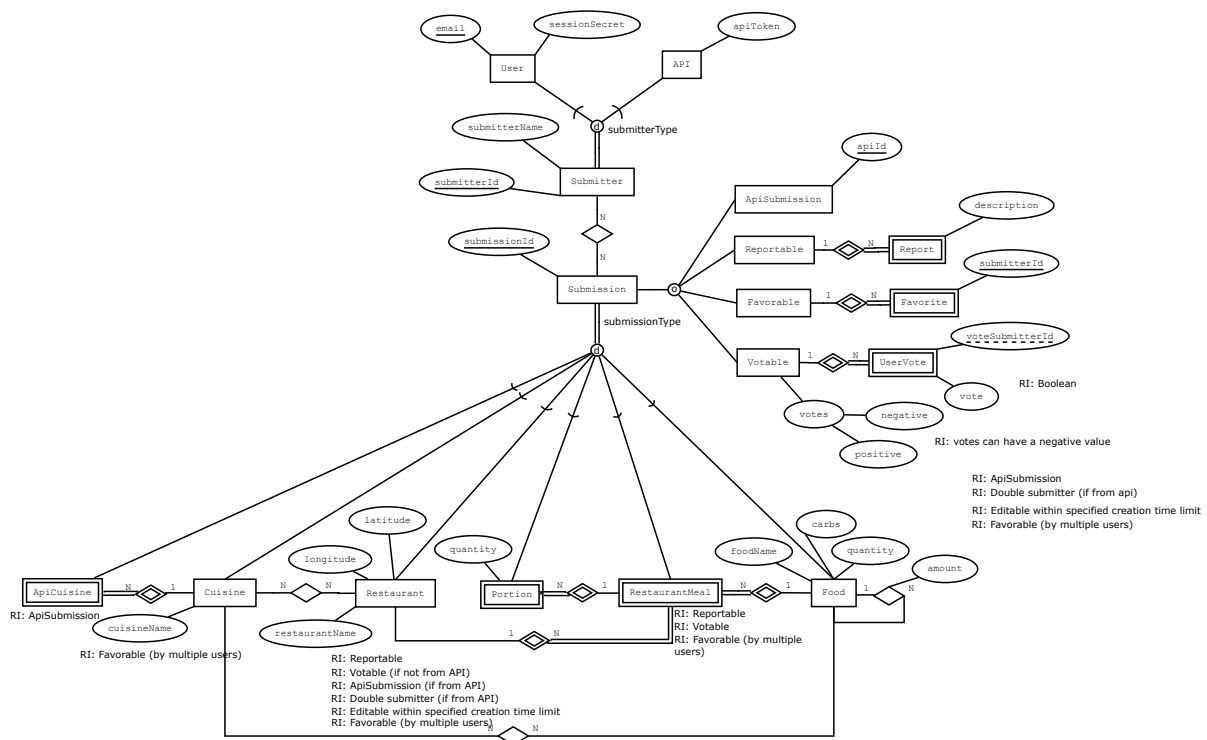 email
sessionSecret
apiToken
User
API
d
submitterType
submitterName
submitterId
Submitter
apiId
ApiSubmission
N
description
submissionId
Reportable
1
N
Report
N
submitterId
Submission
o
Favorable
1
N
Favorite
submissionType
voteSubmitterId
d
Votable
1
N
UserVote
RI: Boolean
vote
votes
negative
RI: votes can have a negative value
positive
RI: ApiSubmission
RI: Double submitter (if from api)
RI: Editable within specified creation time limit
RI: Favorable (by multiple users)
latitude
carbs
quantity
foodName
quantity
longitude
amount
ApiCuisine
N
1
Cuisine
N
N
Restaurant
Portion
N
1
RestaurantMeal
N
1
Food
1
N
RI: ApiSubmission
cuisineName
restaurantName
RI: Reportable
RI: Votable
RI: Favorable (by multiple
users)
1
N
RI: Favorable (by multiple users)
RI: Reportable
RI: Votable (if not from API)
RI: ApiSubmission (if from API)
RI: Double submitter (if from API)
RI: Editable within specified creation time limit
RI: Favorable (by multiple users)
N
N